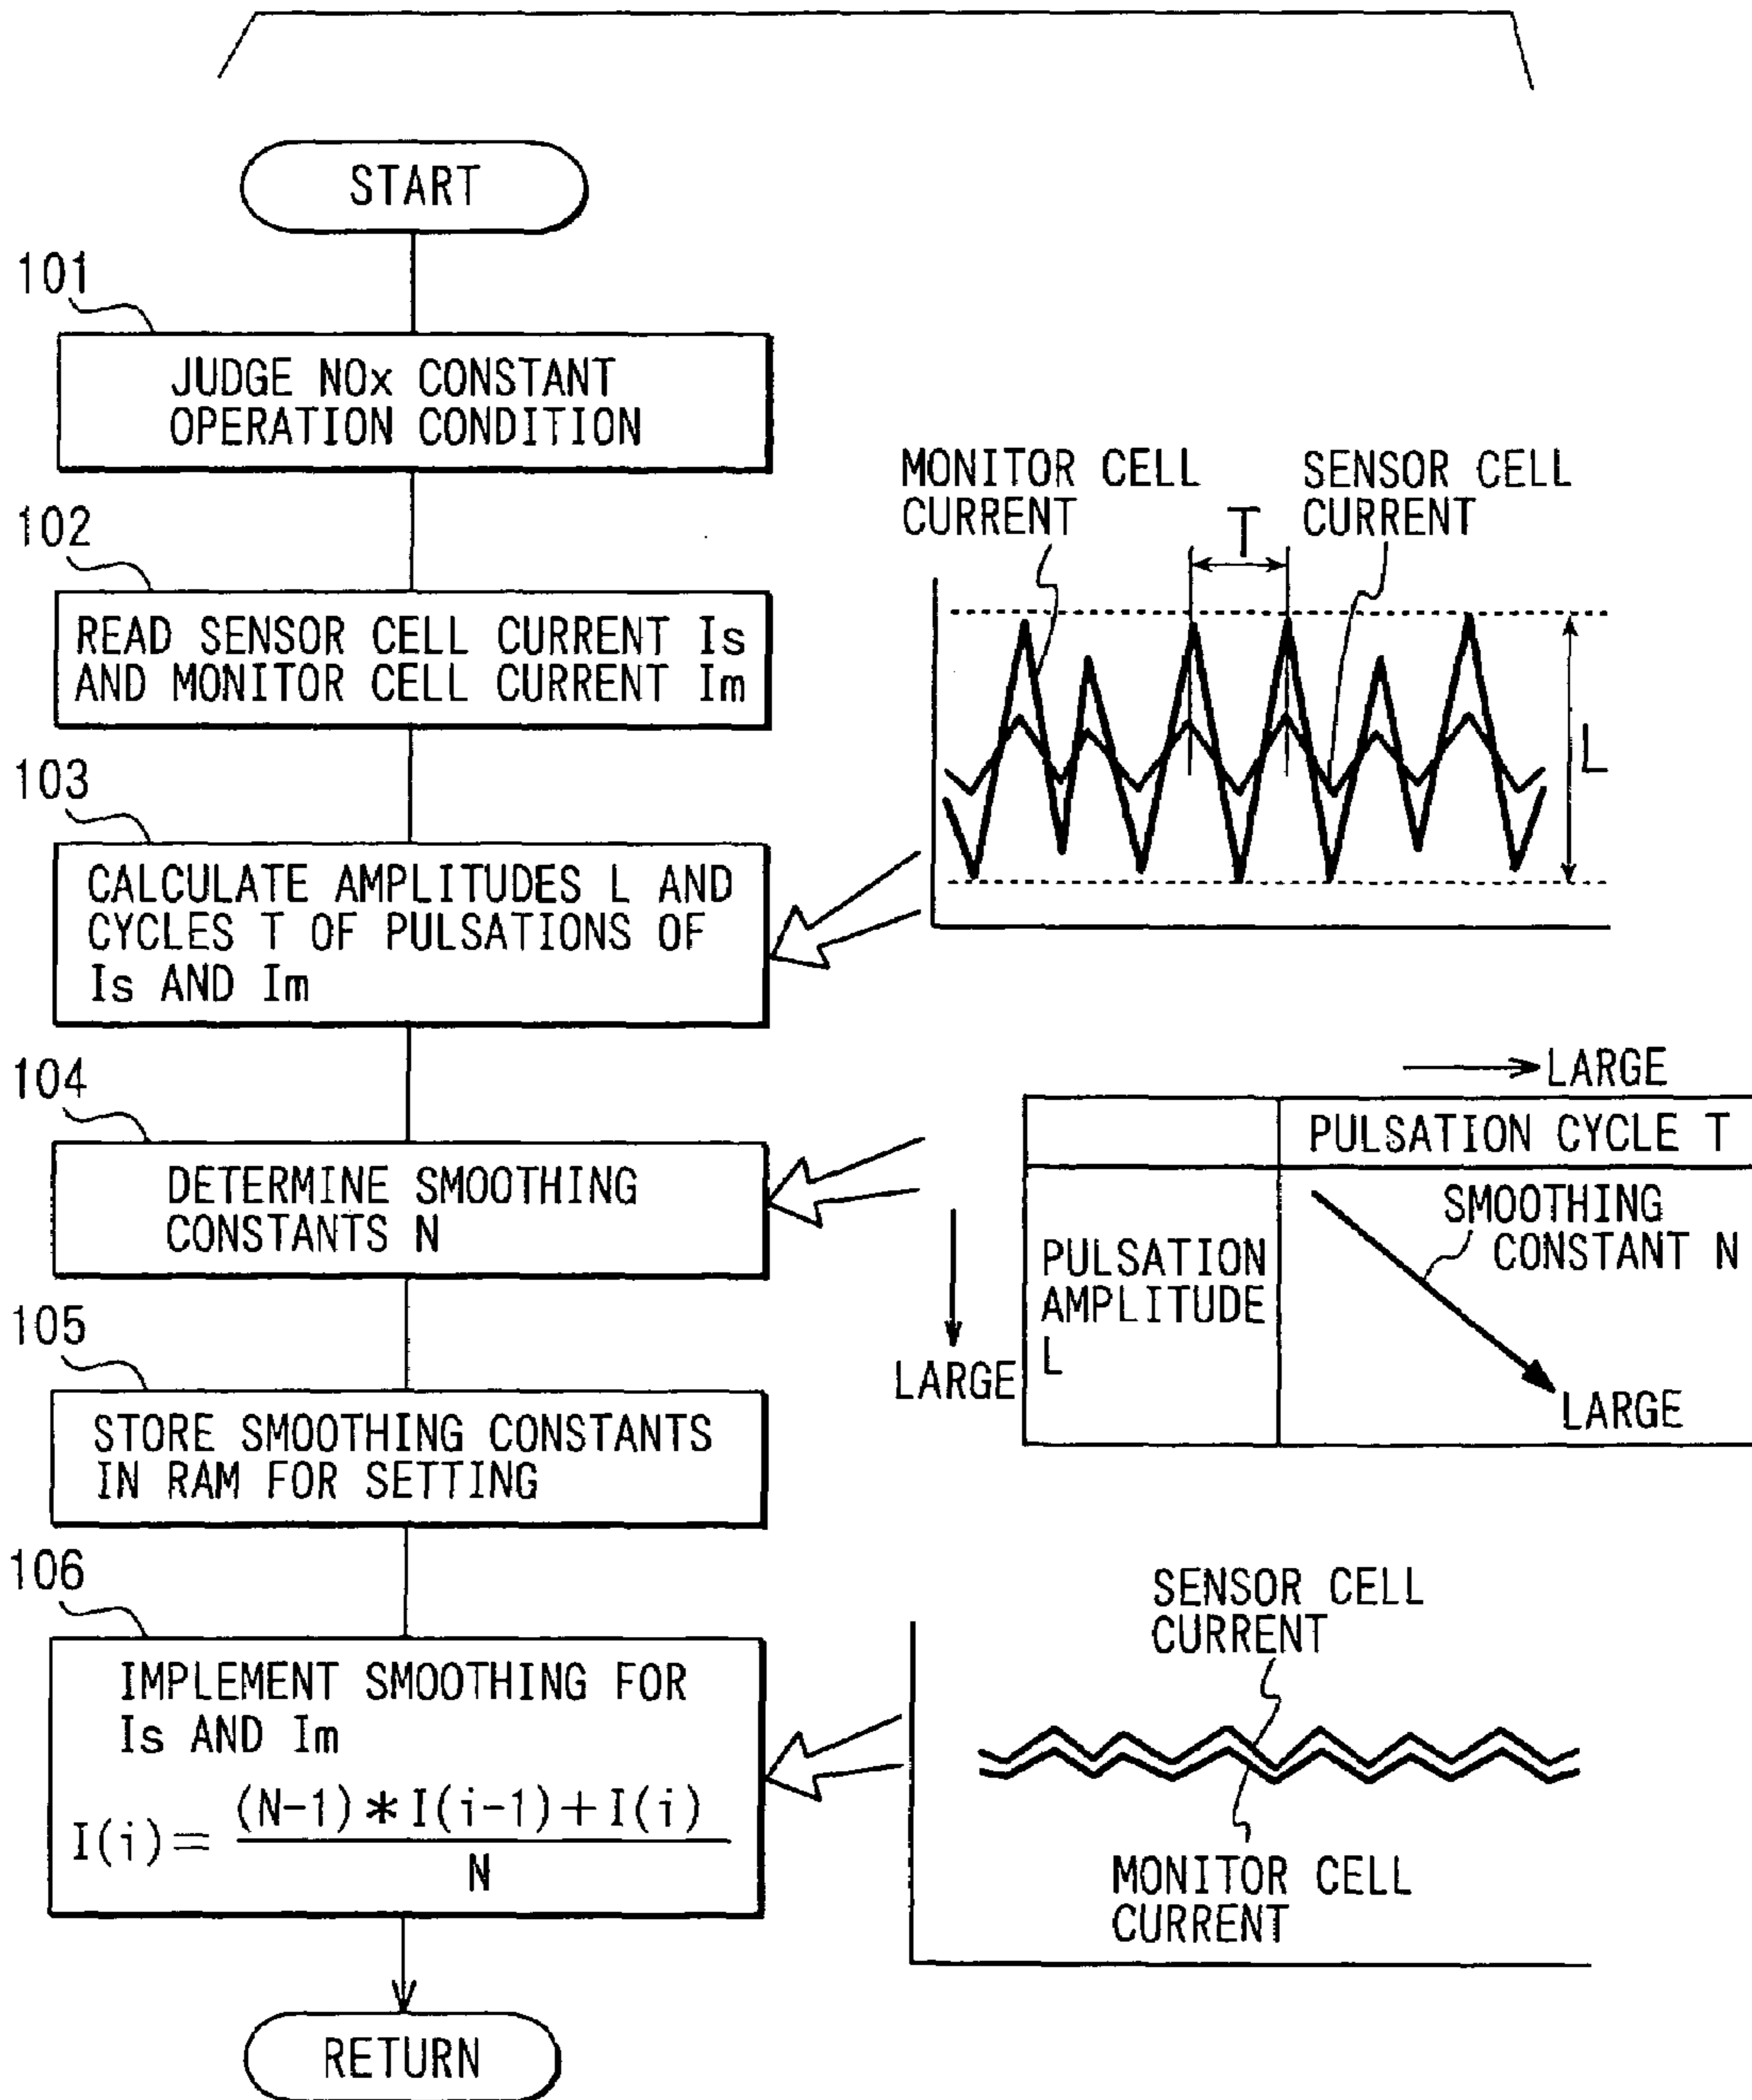 START
101
JUDGE NOx CONSTANT
OPERATION CONDITION
102
READ SENSOR CELL CURRENT Is
AND MONITOR CELL CURRENT Im
103
CALCULATE AMPLITUDES L AND
CYCLES T OF PULSATIONS OF
Is AND Im
MONITOR CELL
CURRENT
T
SENSOR CELL
CURRENT
L
104
DETERMINE SMOOTHING
CONSTANTS N
LARGE
PULSATION CYCLE T
PULSATION
AMPLITUDE
L
LARGE
SMOOTHING
CONSTANT N
LARGE
105
STORE SMOOTHING CONSTANTS
IN RAM FOR SETTING
106
IMPLEMENT SMOOTHING FOR
Is AND Im
I(i)= (N-1)*I(i-1)+I(i)
N
SENSOR CELL
CURRENT
MONITOR CELL
CURRENT
RETURN